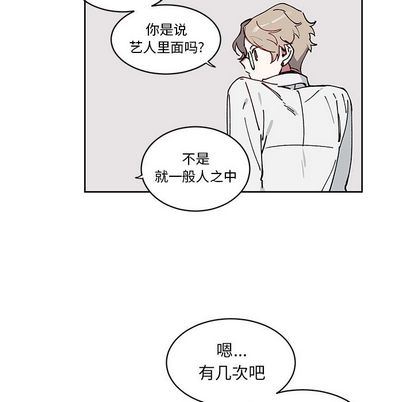 你是说
艺人里面吗?
不是
就一般人之中
嗯...
有几次吧